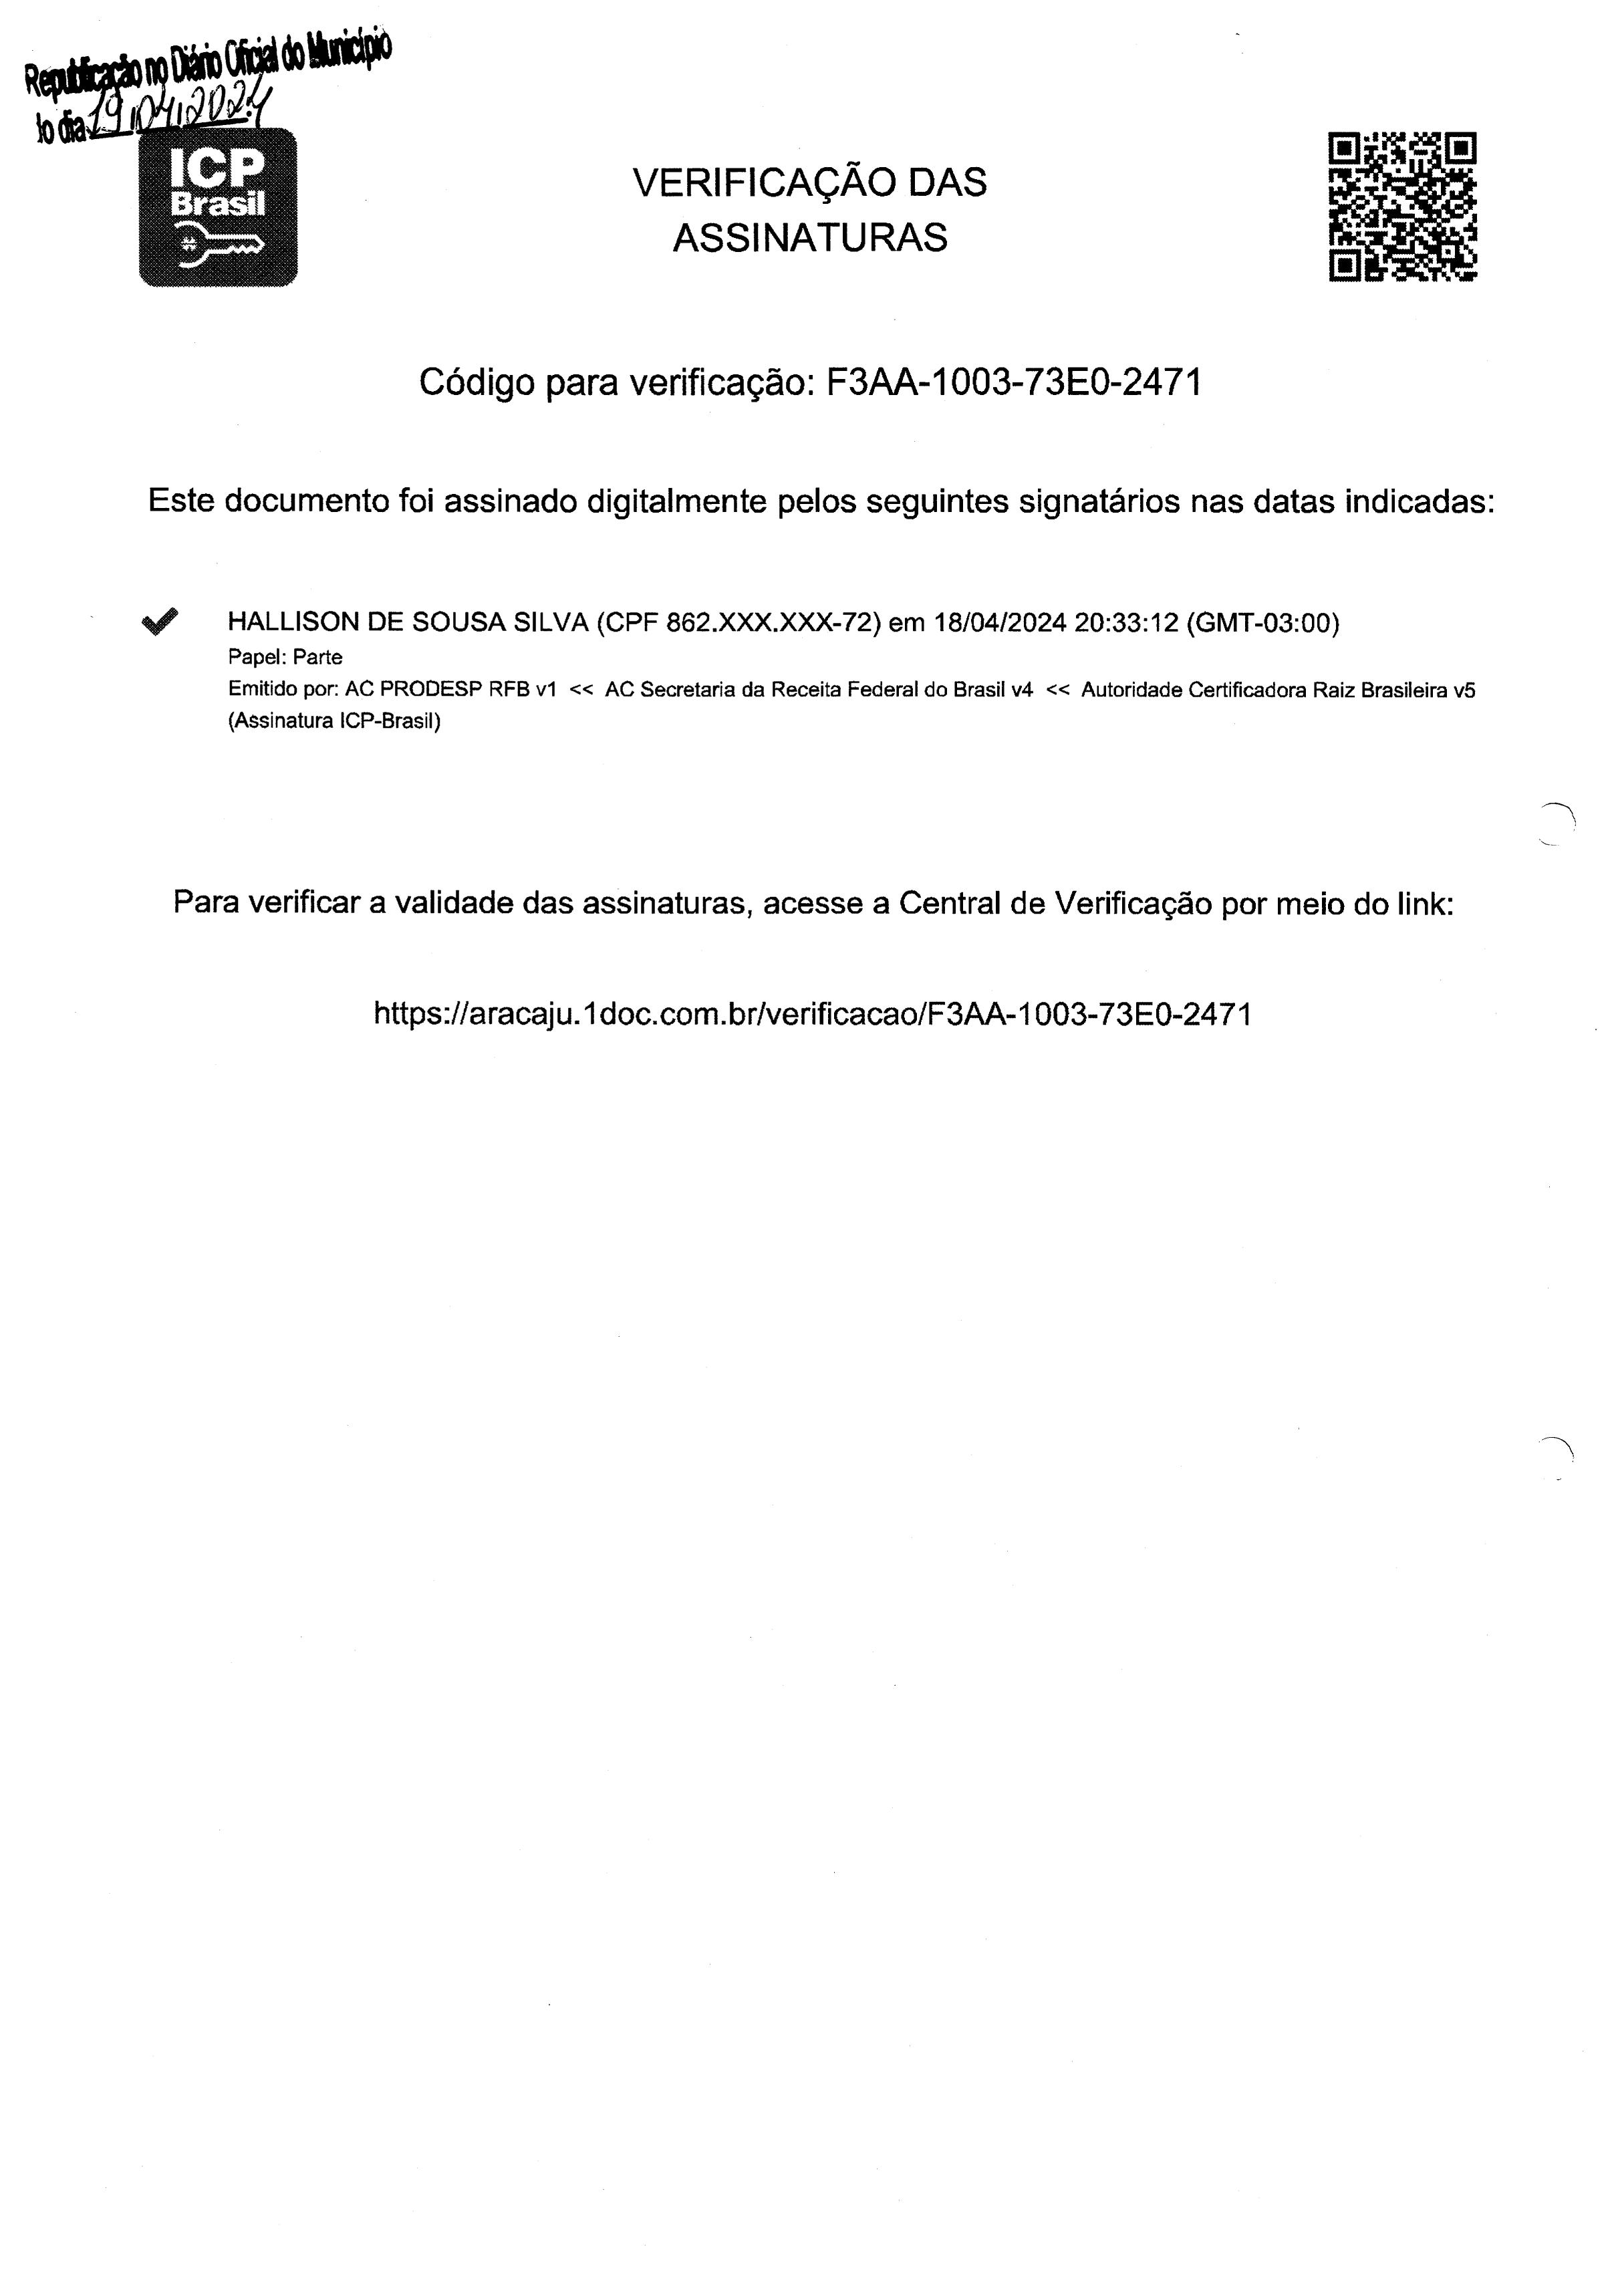 Republicação no Diário Oficial do Município
lo dia 19/04/2024
ICP
Brasil
VERIFICAÇÃO DAS
ASSINATURAS
Código para verificação: F3AA-1003-73E0-2471
Este documento foi assinado digitalmente pelos seguintes signatários nas datas indicadas:
HALLISON DE SOUSA SILVA (CPF 862.XXX.XXX-72) em 18/04/2024 20:33:12 (GMT-03:00)
Papel: Parte
Emitido por: AC PRODESP RFB v1 << AC Secretaria da Receita Federal do Brasil v4 << Autoridade Certificadora Raiz Brasileira v5
(Assinatura ICP-Brasil)
Para verificar a validade das assinaturas, acesse a Central de Verificação por meio do link:
https://aracaju.1doc.com.br/verificacao/F3AA-1003-73E0-2471